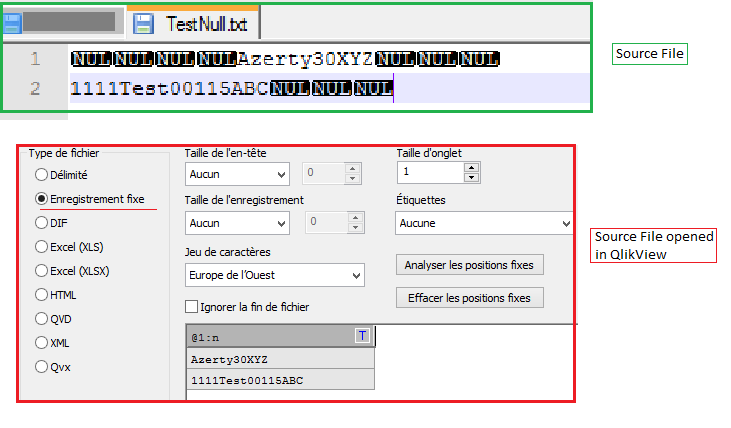 TestNull.txt
Source File
1 NULNULNULNULAzerty30XYZNULNULNUL
2 1111Test00115ABCNULNULNUL
Type de fichier
Délimité
Enregistrement fixe
DIF
Excel (XLS)
Excel (XLSX)
HTML
QVD
XML
Qvx
Taille de l'en-tête
Aucun 0
Taille de l'enregistrement
Aucun 0
Jeu de caractères
Europe de l'Ouest
Ignorer la fin de fichier
Taille d'onglet
1
Étiquettes
Aucune
Analyser les positions fixes
Effacer les positions fixes
@1:n T
Azerty30XYZ
1111Test00115ABC
Source File opened
in QlikView